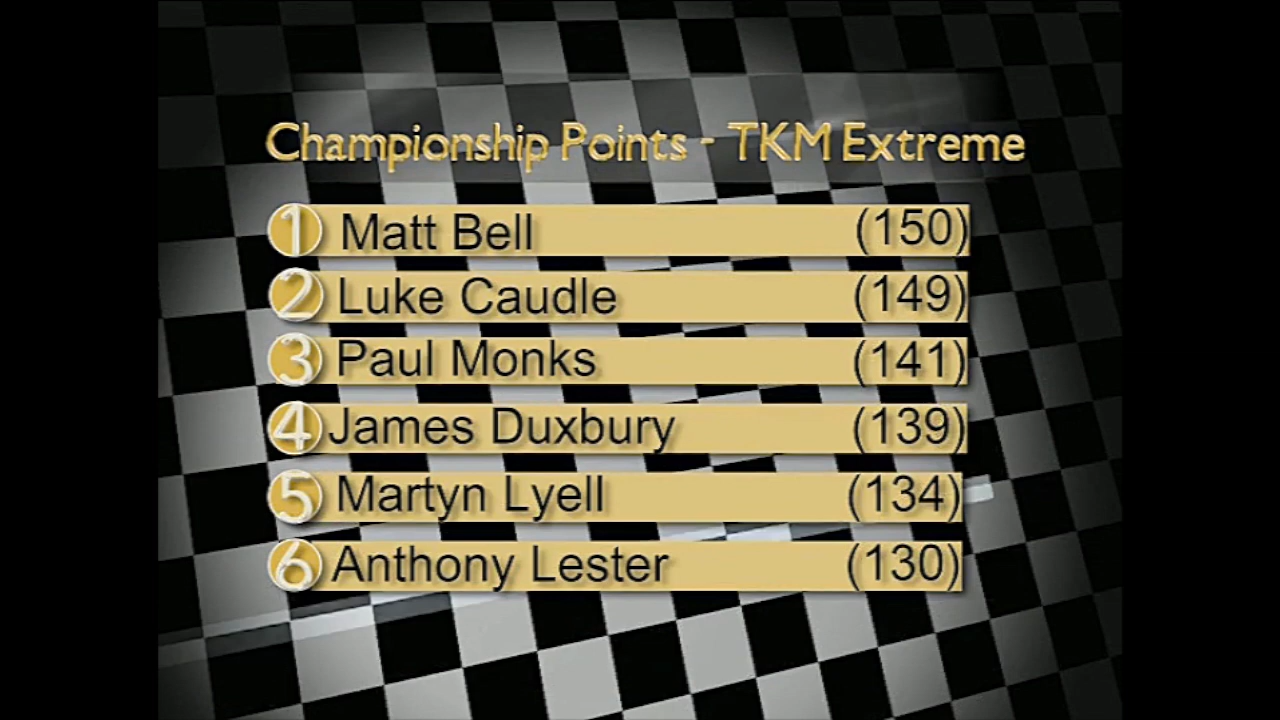 Championship Points - TKM Extreme
1 Matt Bell (150)
2 Luke Caudle (149)
3 Paul Monks (141)
4 James Duxbury (139)
5 Martyn Lyell (134)
6 Anthony Lester (130)